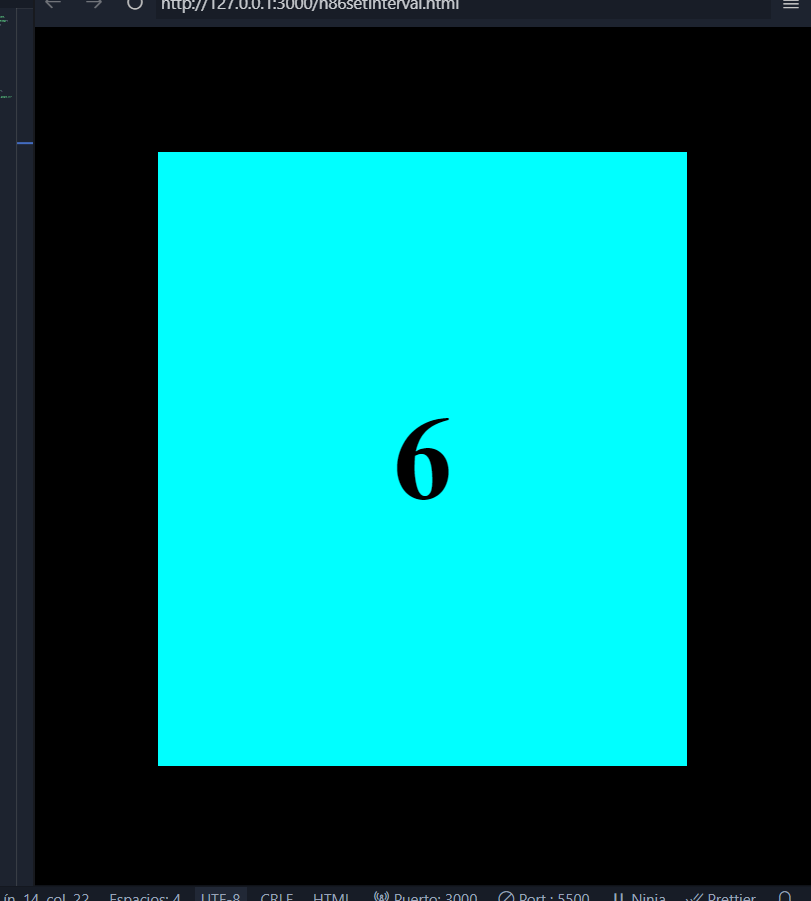 http://127.0.0.1:3000/h86setInterval.html
6
ín. 14, col. 22 Espacios: 4 UTF-8 CRLF HTML Puerto: 3000 Port : 5500 Ninja Prettier